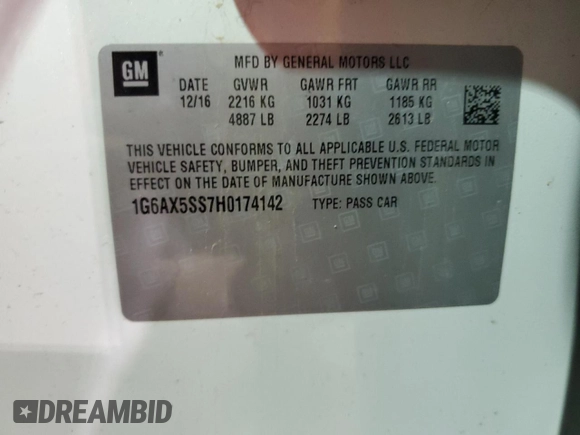 GM
MFD BY GENERAL MOTORS LLC
DATE GVWR GAWR FRT GAWR RR
12/16 2216 KG 1031 KG 1185 KG
4887 LB 2274 LB 2613 LB
THIS VEHICLE CONFORMS TO ALL APPLICABLE U.S. FEDERAL MOTOR
VEHICLE SAFETY, BUMPER, AND THEFT PREVENTION STANDARDS IN
EFFECT ON THE DATE OF MANUFACTURE SHOWN ABOVE.
1G6AX5SS7H0174142 TYPE: PASS CAR
DREAMBID